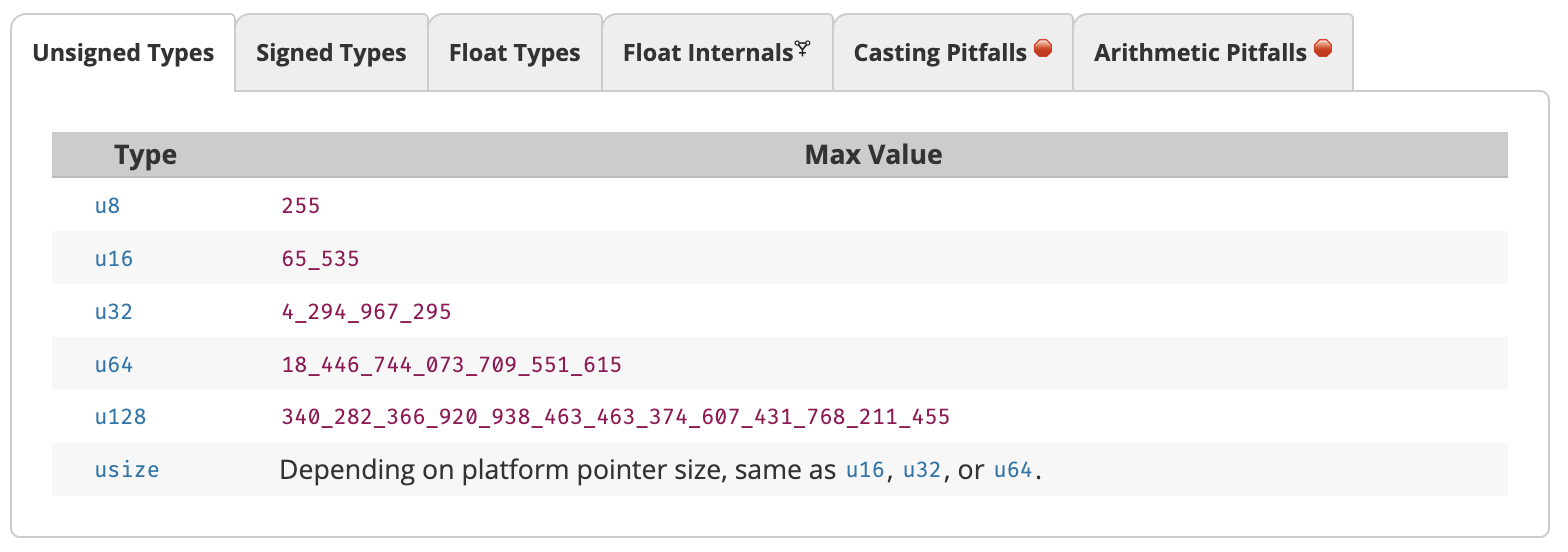 Unsigned Types Signed Types Float Types Float Internals Casting Pitfalls Arithmetic Pitfalls
Type Max Value
u8 255
u16 65_535
u32 4_294_967_295
u64 18_446_744_073_709_551_615
u128 340_282_366_920_938_463_463_374_607_431_768_211_455
usize Depending on platform pointer size, same as u16, u32, or u64.